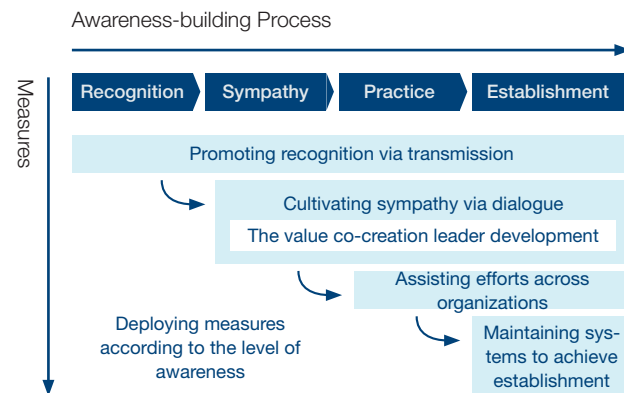 Awareness-building Process
Measures
Recognition
Sympathy
Practice
Establishment
Promoting recognition via transmission
Cultivating sympathy via dialogue
The value co-creation leader development
Assisting efforts across
organizations
Deploying measures
according to the level of
awareness
Maintaining sys-
tems to achieve
establishment